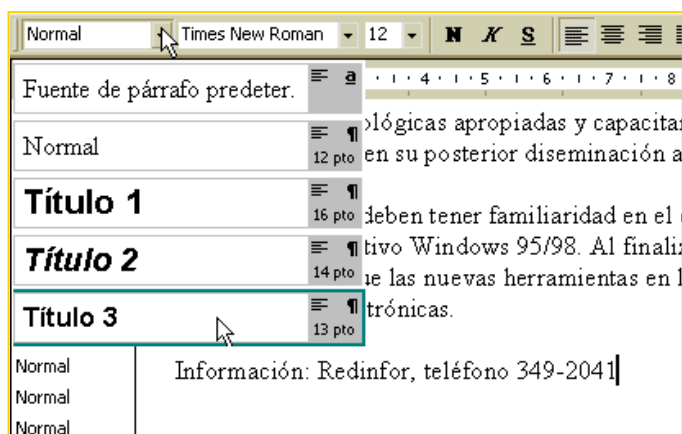 Normal Times New Roman 12 N K S
Fuente de párrafo predeter. a
4 5 6 7 8
Normal 12 pto
ológicas apropiadas y capacitar
en su posterior diseminación a
Título 1 16 pto
deben tener familiaridad en el
Título 2 14 pto
tivo Windows 95/98. Al finaliz
ue las nuevas herramientas en l
Título 3 13 pto
trónicas.
Normal
Información: Redinfor, teléfono 349-2041
Normal
Normal